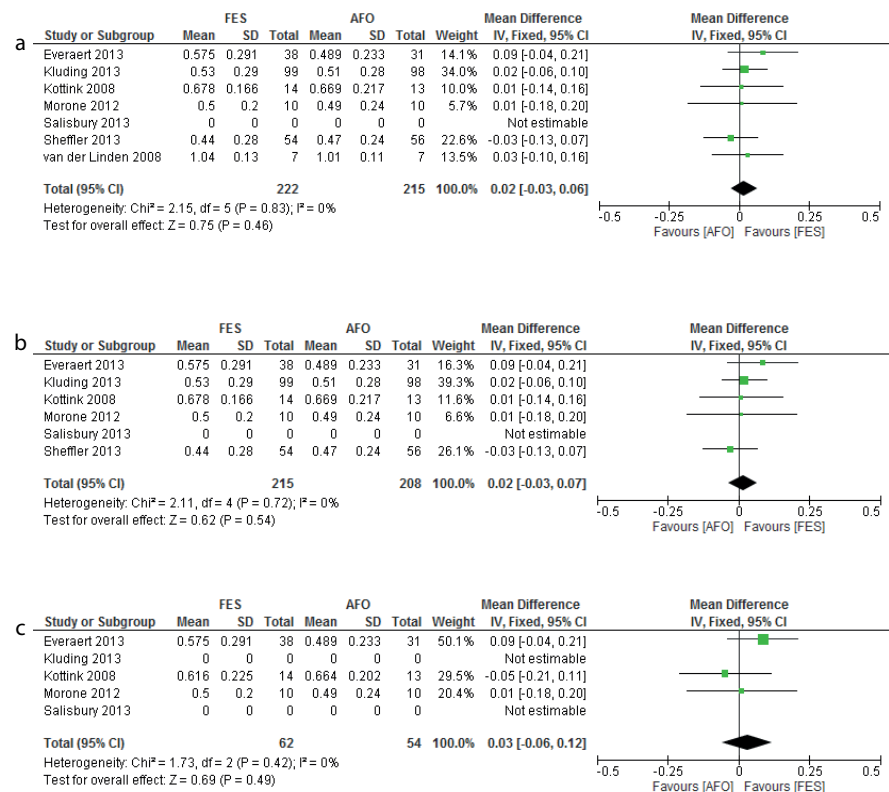 a
FES AFO Mean Difference Mean Difference
Study or Subgroup Mean SD Total Mean SD Total Weight IV, Fixed, 95% CI IV, Fixed, 95% CI
Everaert 2013 0.575 0.291 38 0.489 0.233 31 14.1% 0.09 [-0.04, 0.21]
Kluding 2013 0.53 0.29 99 0.51 0.28 98 34.0% 0.02 [-0.06, 0.10]
Kottink 2008 0.678 0.166 14 0.669 0.217 13 10.0% 0.01 [-0.14, 0.16]
Morone 2012 0.5 0.2 10 0.49 0.24 10 5.7% 0.01 [-0.18, 0.20]
Salisbury 2013 0 0 0 0 0 0 Not estimable
Sheffler 2013 0.44 0.28 54 0.47 0.24 56 22.6% -0.03 [-0.13, 0.07]
van der Linden 2008 1.04 0.13 7 1.01 0.11 7 13.5% 0.03 [-0.10, 0.16]
Total (95% CI) 222 215 100.0% 0.02 [-0.03, 0.06]
Heterogeneity: Chi² = 2.15, df = 5 (P = 0.83); I² = 0%
Test for overall effect: Z = 0.75 (P = 0.46)
-0.5 -0.25 0 0.25 0.5
Favours [AFO] Favours [FES]
b
FES AFO Mean Difference Mean Difference
Study or Subgroup Mean SD Total Mean SD Total Weight IV, Fixed, 95% CI IV, Fixed, 95% CI
Everaert 2013 0.575 0.291 38 0.489 0.233 31 16.3% 0.09 [-0.04, 0.21]
Kluding 2013 0.53 0.29 99 0.51 0.28 98 39.3% 0.02 [-0.06, 0.10]
Kottink 2008 0.678 0.166 14 0.669 0.217 13 11.6% 0.01 [-0.14, 0.16]
Morone 2012 0.5 0.2 10 0.49 0.24 10 6.6% 0.01 [-0.18, 0.20]
Salisbury 2013 0 0 0 0 0 0 Not estimable
Sheffler 2013 0.44 0.28 54 0.47 0.24 56 26.1% -0.03 [-0.13, 0.07]
Total (95% CI) 215 208 100.0% 0.02 [-0.03, 0.07]
Heterogeneity: Chi² = 2.11, df = 4 (P = 0.72); I² = 0%
Test for overall effect: Z = 0.62 (P = 0.54)
-0.5 -0.25 0 0.25 0.5
Favours [AFO] Favours [FES]
c
FES AFO Mean Difference Mean Difference
Study or Subgroup Mean SD Total Mean SD Total Weight IV, Fixed, 95% CI IV, Fixed, 95% CI
Everaert 2013 0.575 0.291 38 0.489 0.233 31 50.1% 0.09 [-0.04, 0.21]
Kluding 2013 0 0 0 0 0 0 Not estimable
Kottink 2008 0.616 0.225 14 0.664 0.202 13 29.5% -0.05 [-0.21, 0.11]
Morone 2012 0.5 0.2 10 0.49 0.24 10 20.4% 0.01 [-0.18, 0.20]
Salisbury 2013 0 0 0 0 0 0 Not estimable
Total (95% CI) 62 54 100.0% 0.03 [-0.06, 0.12]
Heterogeneity: Chi² = 1.73, df = 2 (P = 0.42); I² = 0%
Test for overall effect: Z = 0.69 (P = 0.49)
-0.5 -0.25 0 0.25 0.5
Favours [AFO] Favours [FES]